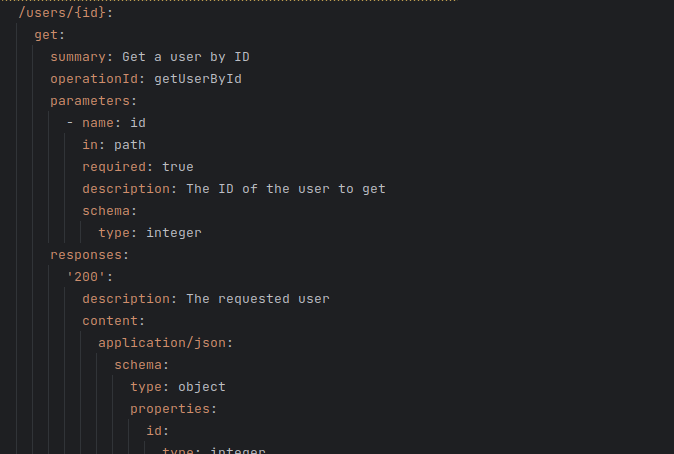 /users/{id}:
get:
summary: Get a user by ID
operationId: getUserById
parameters:
- name: id
in: path
required: true
description: The ID of the user to get
schema:
type: integer
responses:
'200':
description: The requested user
content:
application/json:
schema:
type: object
properties:
id:
type: integer